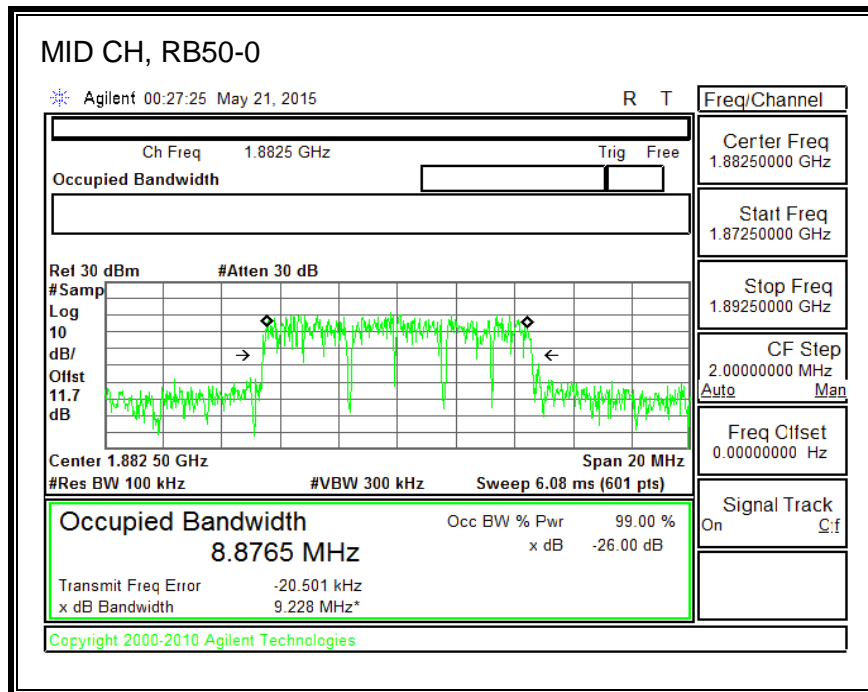 MID CH, RB50-0
Agilent 00:27:25 May 21, 2015 R T
Freq/Channel
Ch Freq 1.8825 GHz Trig Free
Occupied Bandwidth
Center Freq
1.88250000 GHz
Start Freq
1.87250000 GHz
Stop Freq
1.89250000 GHz
CF Step
2.00000000 MHz
Auto Man
Freq Offset
0.00000000 Hz
Signal Track
On Off
Ref 30 dBm #Atten 30 dB
#Samp
Log
10
dB/
Offst
11.7
dB
Center 1.882 50 GHz Span 20 MHz
#Res BW 100 kHz #VBW 300 kHz Sweep 6.08 ms (601 pts)
Occupied Bandwidth
8.8765 MHz
Occ BW % Pwr 99.00 %
x dB -26.00 dB
Transmit Freq Error -20.501 kHz
x dB Bandwidth 9.228 MHz*
Copyright 2000-2010 Agilent Technologies